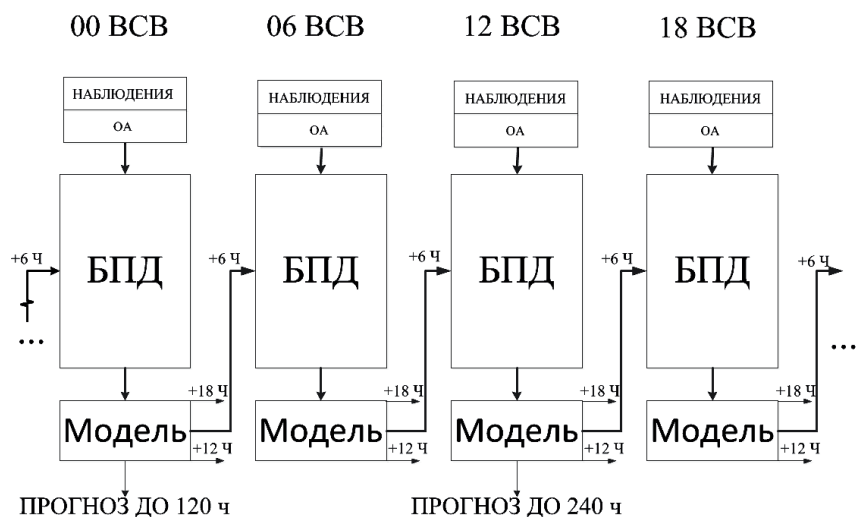 00 ВСВ
06 ВСВ
12 ВСВ
18 ВСВ
НАБЛЮДЕНИЯ
НАБЛЮДЕНИЯ
НАБЛЮДЕНИЯ
НАБЛЮДЕНИЯ
ОА
ОА
ОА
ОА
+6 Ч
БПД
+6 Ч
БПД
+6 Ч
БПД
+6 Ч
БПД
+6 Ч
...
...
+18 Ч
+18 Ч
+18 Ч
+18 Ч
Модель
Модель
Модель
Модель
+12 Ч
+12 Ч
+12 Ч
+12 Ч
ПРОГНОЗ ДО 120 ч
ПРОГНОЗ ДО 240 ч